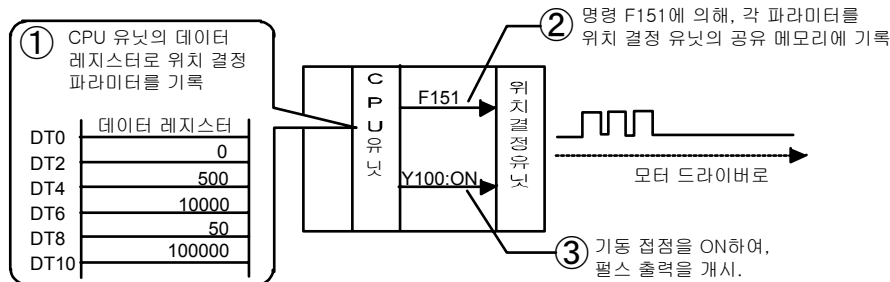 ① CPU 유닛의 데이터
레지스터로 위치 결정
파라미터를 기록
데이터 레지스터
DT0
0
DT2
500
DT4
10000
DT6
50
DT8
100000
DT10
CPU유닛
F151
Y100:ON
위치결정유닛
② 명령 F151에 의해, 각 파라미터를
위치 결정 유닛의 공유 메모리에 기록
모터 드라이버로
③ 기동 접점을 ON하여,
펄스 출력을 개시.